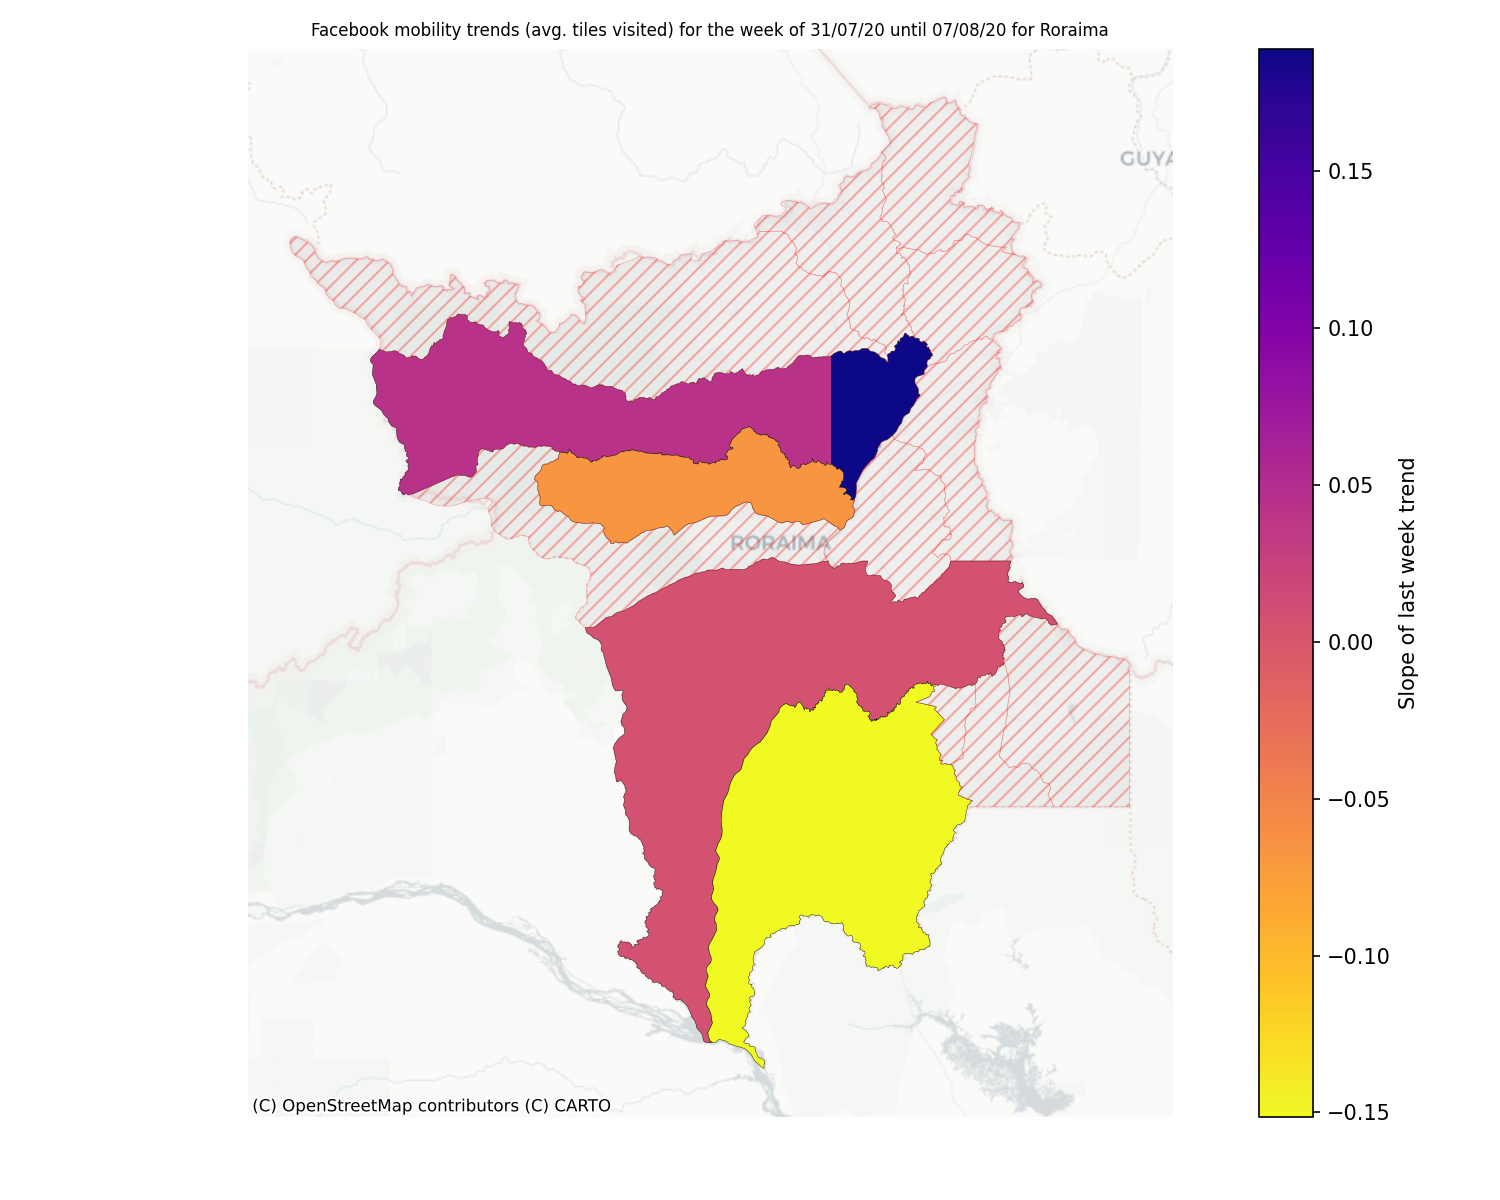 Facebook mobility trends (avg. tiles visited) for the week of 31/07/20 until 07/08/20 for Roraima
GUYA
RORAIMA
0.15
0.10
0.05
0.00
−0.05
−0.10
−0.15
Slope of last week trend
(C) OpenStreetMap contributors (C) CARTO